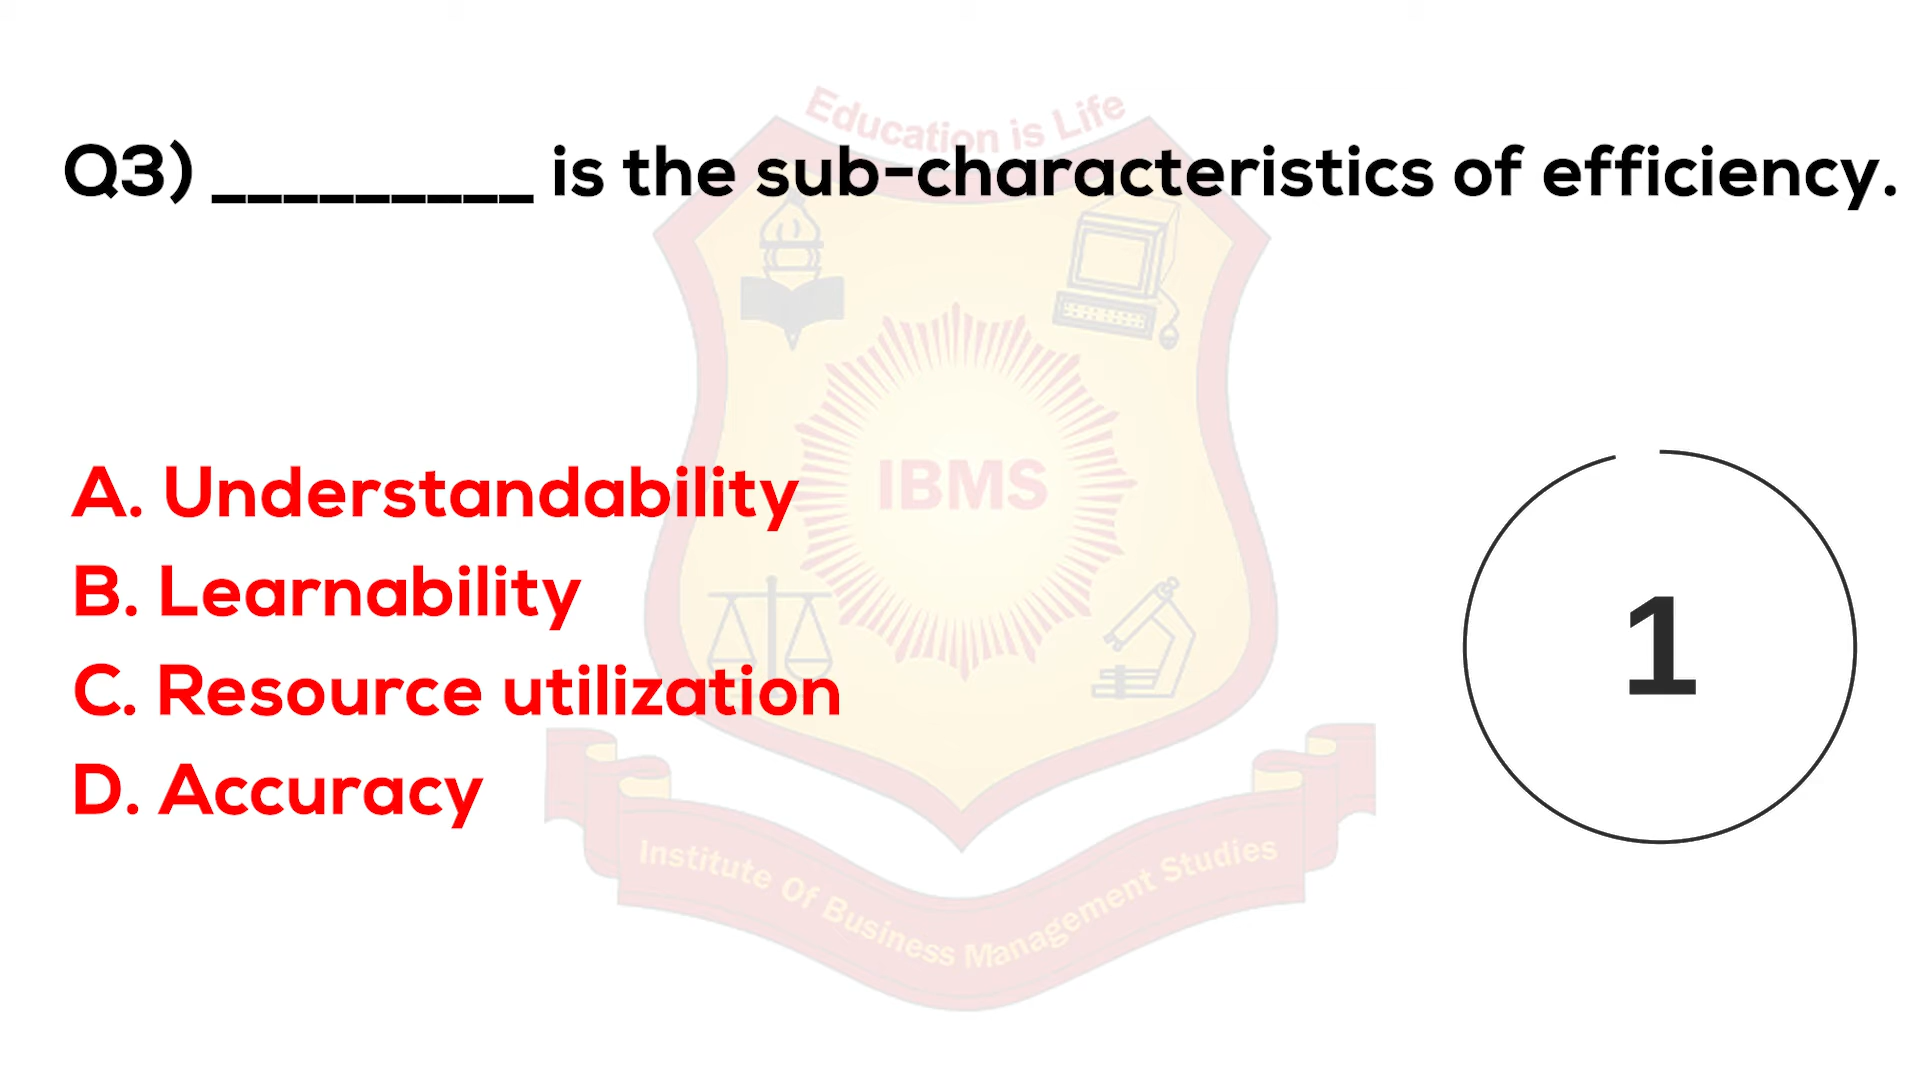 Education is Life
Q3) _________ is the sub-characteristics of efficiency.
IBMS
A. Understandability
B. Learnability
C. Resource utilization
D. Accuracy
1
Institute Of Business Management Studies